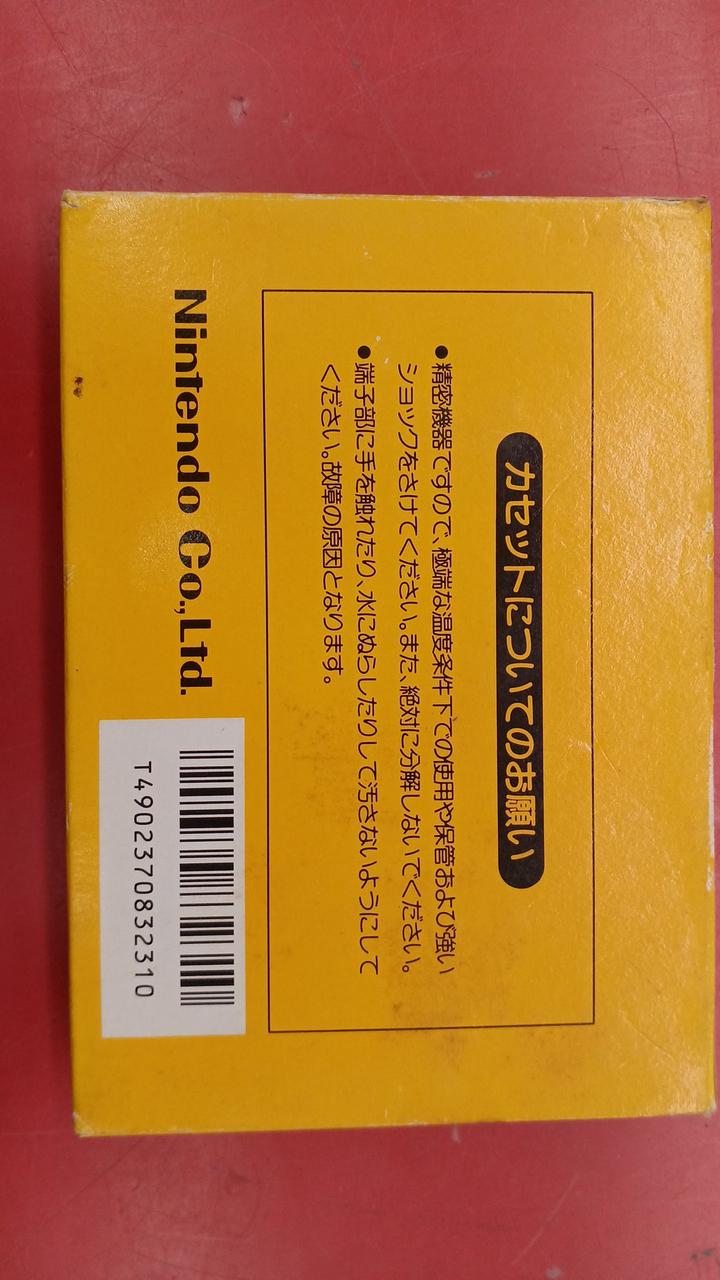 カセットについてのお願い
●精密機器ですので、極端な温度条件下での使用や保管および強い
ショックをさけてください。また、絶対に分解しないでください。
●端子部に手を触れたり、水にぬらしたりして汚さないようにして
ください。故障の原因となります。
Nintendo Co.,Ltd.
T4902370832310